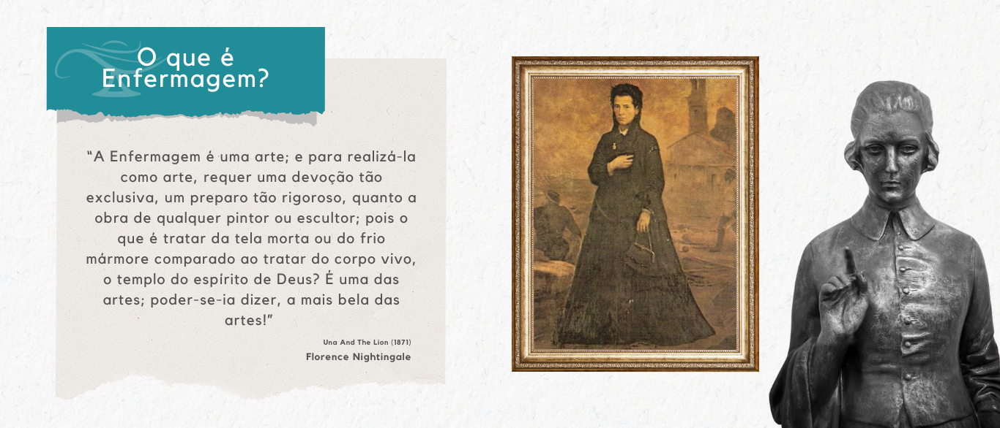 O que é
Enfermagem?
“A Enfermagem é uma arte; e para realizá-la
como arte, requer uma devoção tão
exclusiva, um preparo tão rigoroso, quanto a
obra de qualquer pintor ou escultor; pois o
que é tratar da tela morta ou do frio
mármore comparado ao tratar do corpo vivo,
o templo do espírito de Deus? É uma das
artes; poder-se-ia dizer, a mais bela das
artes!”
Una And The Lion (1871)
Florence Nightingale